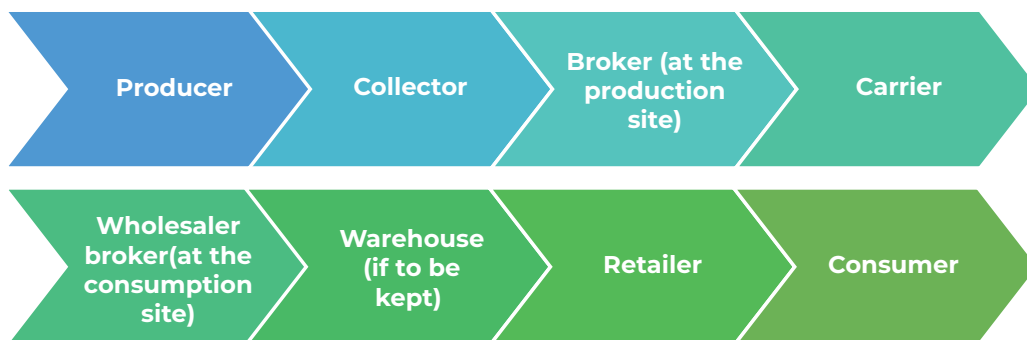 Producer
Collector
Broker (at the
production
site)
Carrier
Wholesaler
broker(at the
consumption
site)
Warehouse
(if to be
kept)
Retailer
Consumer